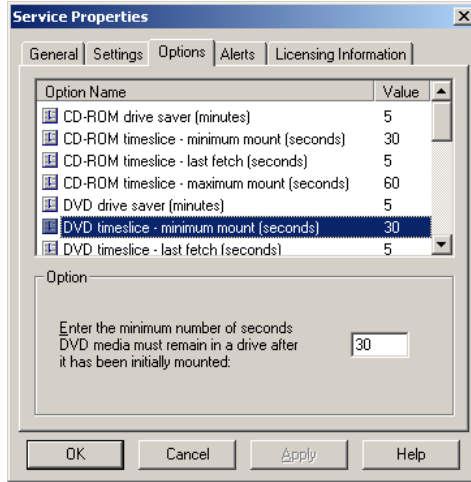 Service Properties
General Settings Options Alerts Licensing Information
Option Name Value
CD-ROM drive saver (minutes) 5
CD-ROM timeslice - minimum mount (seconds) 30
CD-ROM timeslice - last fetch (seconds) 5
CD-ROM timeslice - maximum mount (seconds) 60
DVD drive saver (minutes) 5
DVD timeslice - minimum mount (seconds) 30
DVD timeslice - last fetch (seconds) 5
Option
Enter the minimum number of seconds
DVD media must remain in a drive after 30
it has been initially mounted:
OK Cancel Apply Help